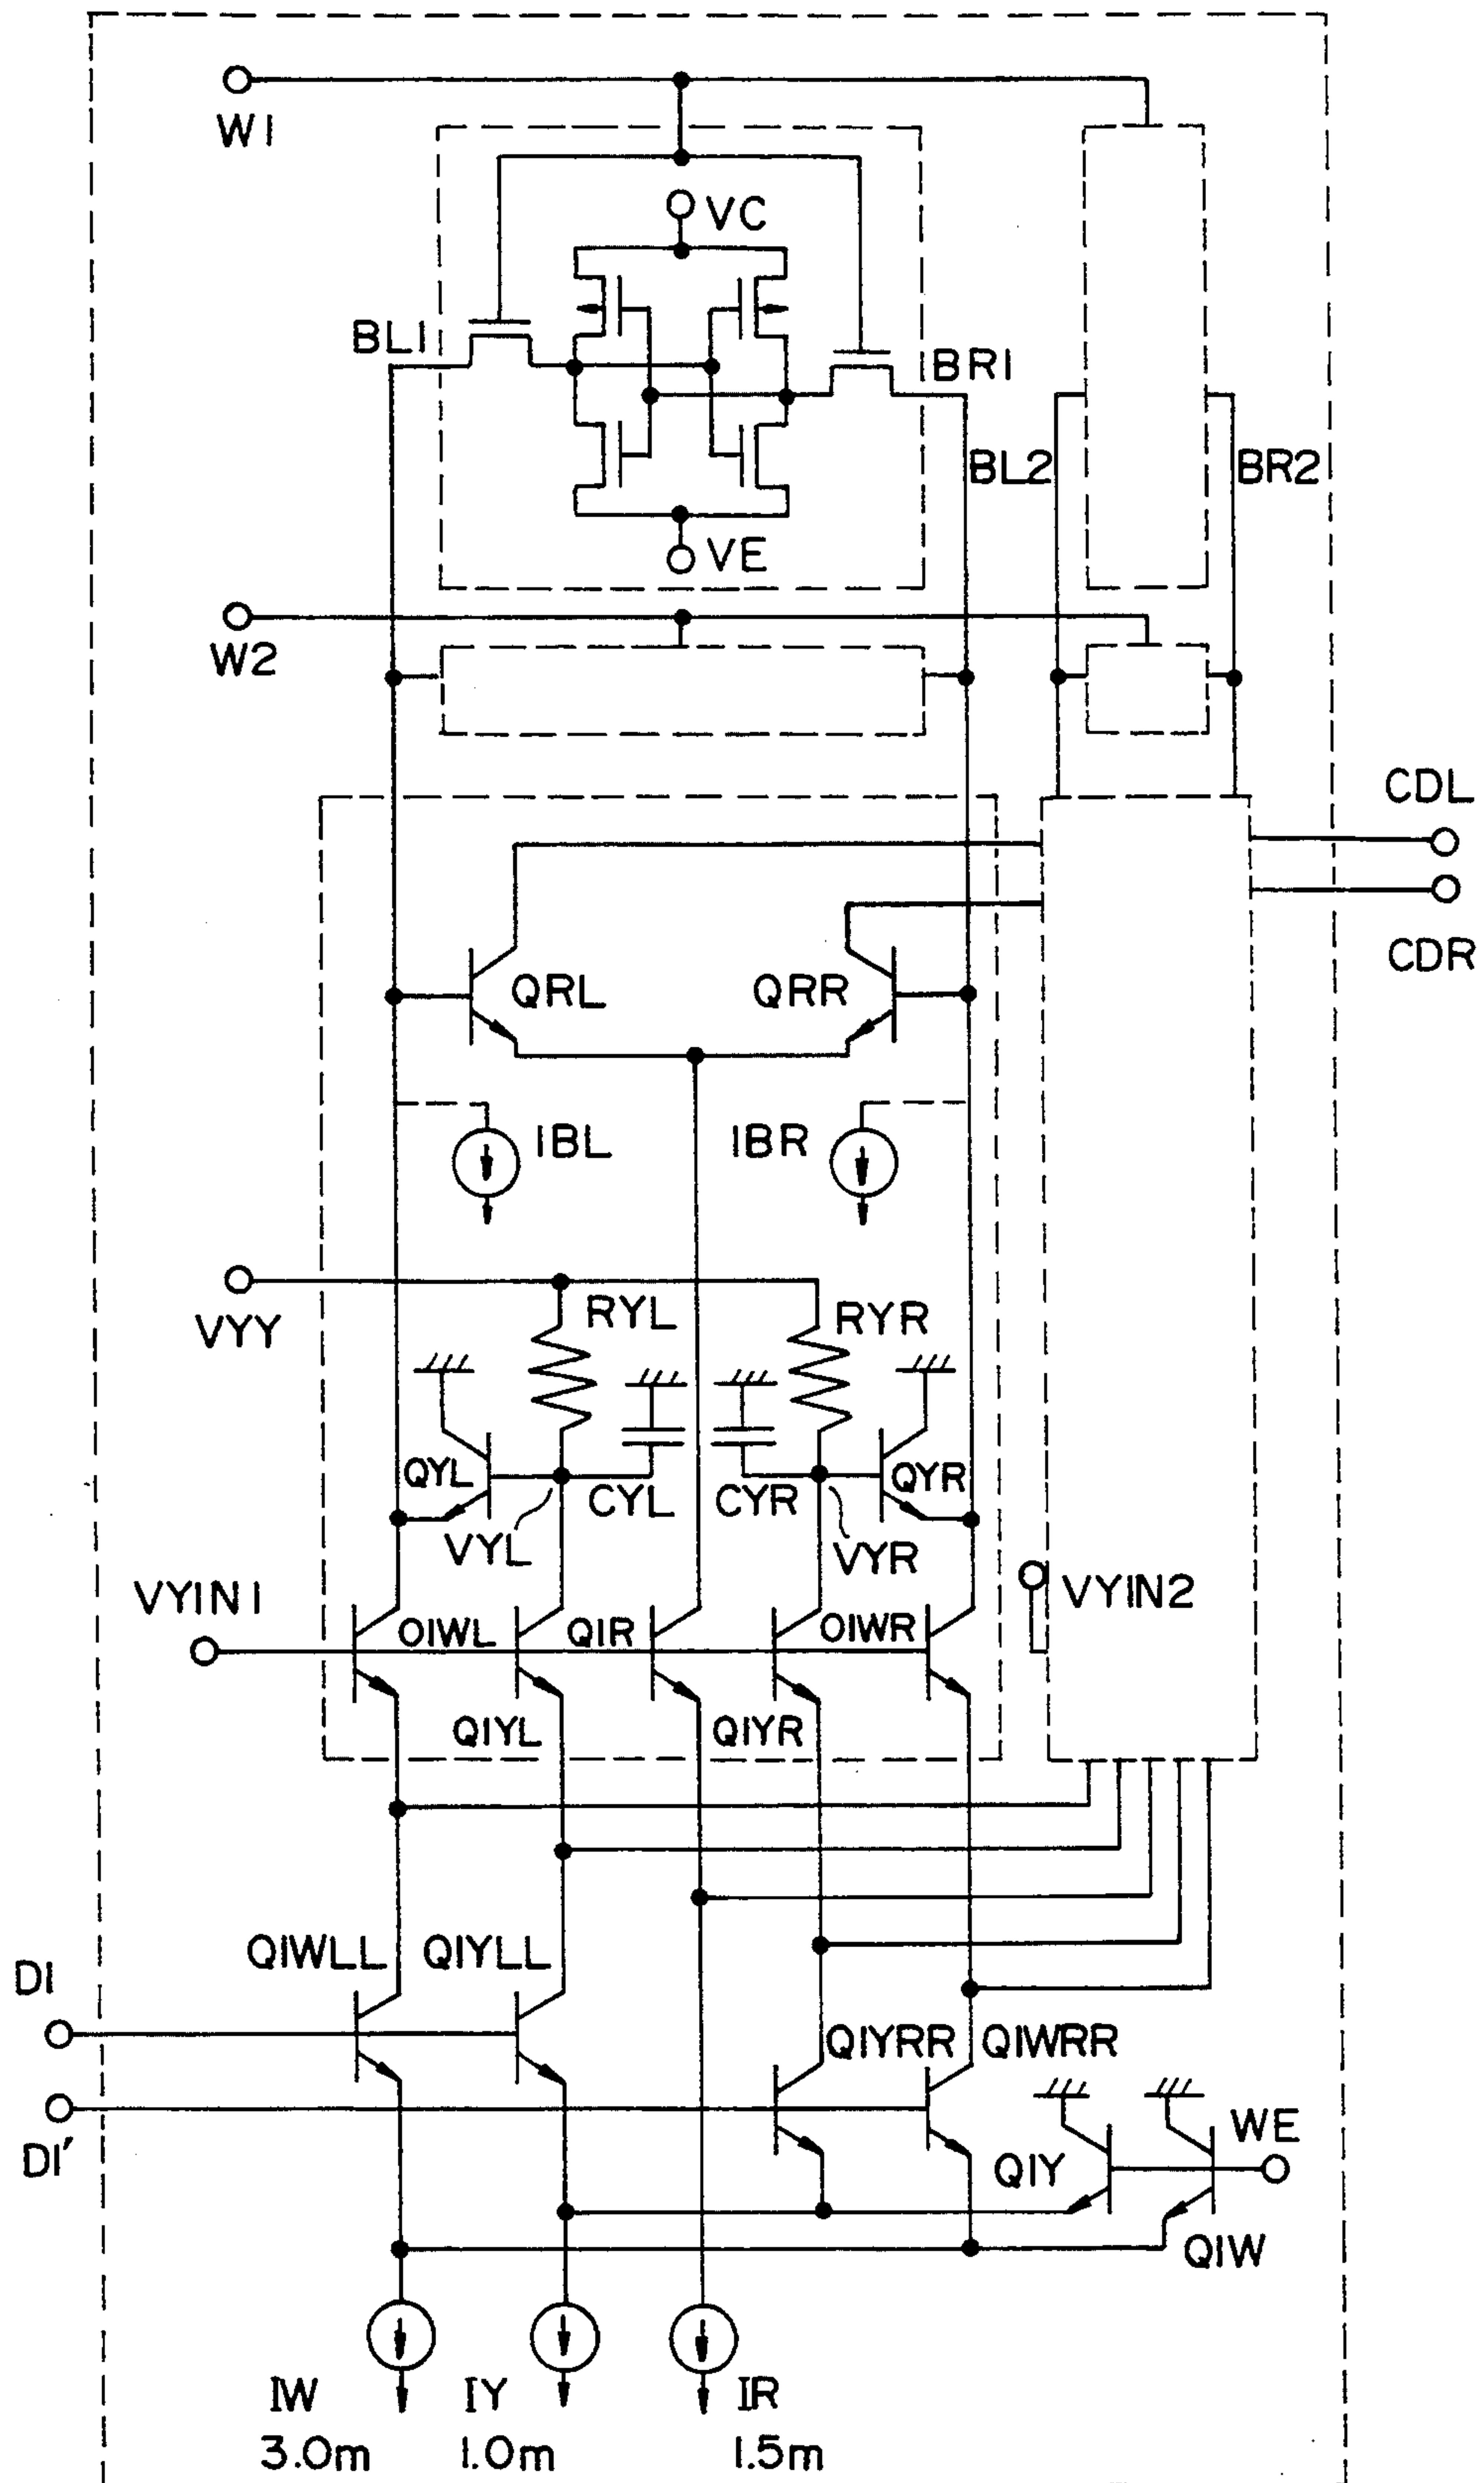 W1
VC
BL1
BR1
BL2
BR2
VE
W2
CDL
QRL
QRR
CDR
IBL
IBR
VYY
RYL
RYR
QYL
CYL
CYR
QYR
VYL
VYR
VYIN1
VYIN2
OIWL
QIR
OIWR
QIYL
QIYR
QIWLL
QIYLL
DI
QIYRR
QIWRR
DI'
QIY
WE
QIW
IW
IY
IR
3.0m
1.0m
1.5m